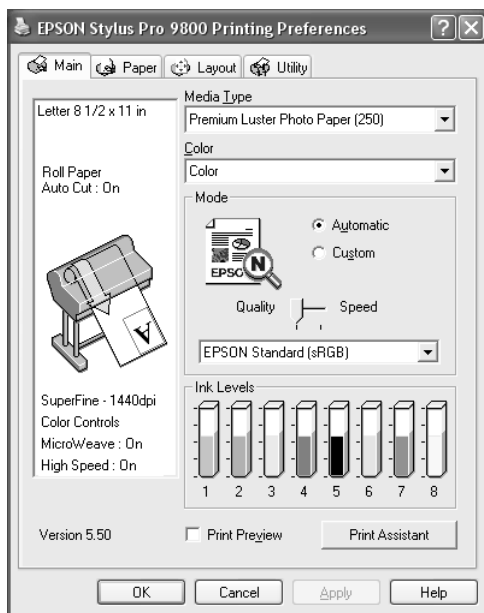 EPSON Stylus Pro 9800 Printing Preferences
Main
Paper
Layout
Utility
Letter 8 1/2 x 11 in
Roll Paper
Auto Cut : On
A
SuperFine - 1440dpi
Color Controls
MicroWeave : On
High Speed : On
Version 5.50
Media Type
Premium Luster Photo Paper (250)
Color
Color
Mode
EPSC
N
Automatic
Custom
Quality
Speed
EPSON Standard (sRGB)
Ink Levels
1 2 3 4 5 6 7 8
Print Preview
Print Assistant
OK
Cancel
Apply
Help